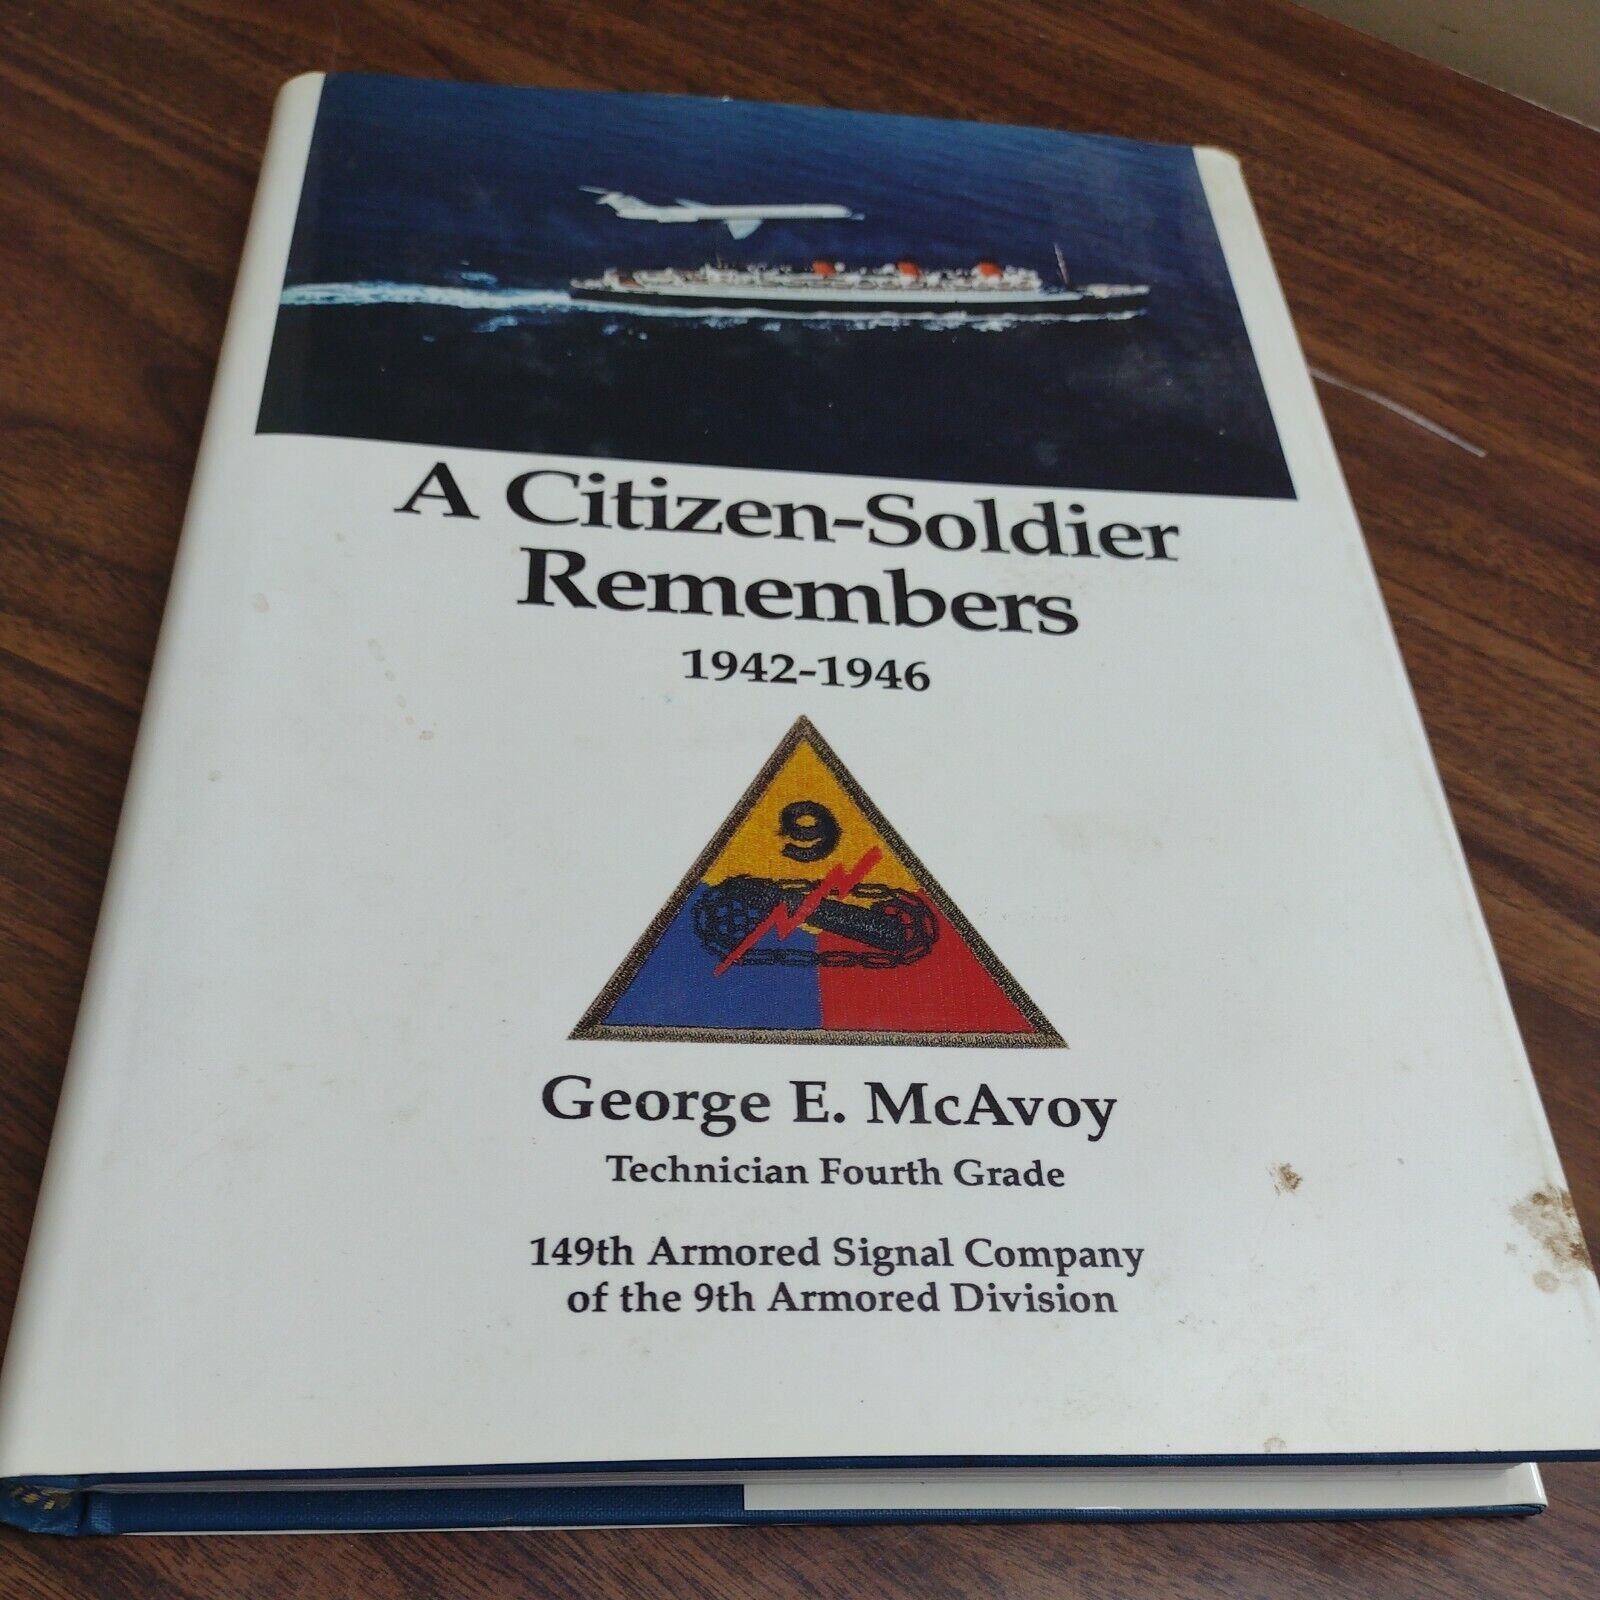 A Citizen-Soldier
Remembers
1942-1946
9
George E. McAvoy
Technician Fourth Grade
149th Armored Signal Company
of the 9th Armored Division